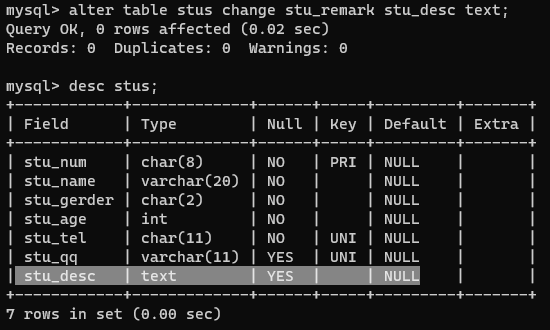 mysql> alter table stus change stu_remark stu_desc text;
Query OK, 0 rows affected (0.02 sec)
Records: 0  Duplicates: 0  Warnings: 0

mysql> desc stus;
+------------+-------------+------+-----+---------+-------+
| Field      | Type        | Null | Key | Default | Extra |
+------------+-------------+------+-----+---------+-------+
| stu_num    | char(8)     | NO   | PRI | NULL    |       |
| stu_name   | varchar(20) | NO   |     | NULL    |       |
| stu_gerder | char(2)     | NO   |     | NULL    |       |
| stu_age    | int         | NO   |     | NULL    |       |
| stu_tel    | char(11)    | NO   | UNI | NULL    |       |
| stu_qq     | varchar(11) | YES  | UNI | NULL    |       |
| stu_desc   | text        | YES  |     | NULL    |       |
+------------+-------------+------+-----+---------+-------+
7 rows in set (0.00 sec)